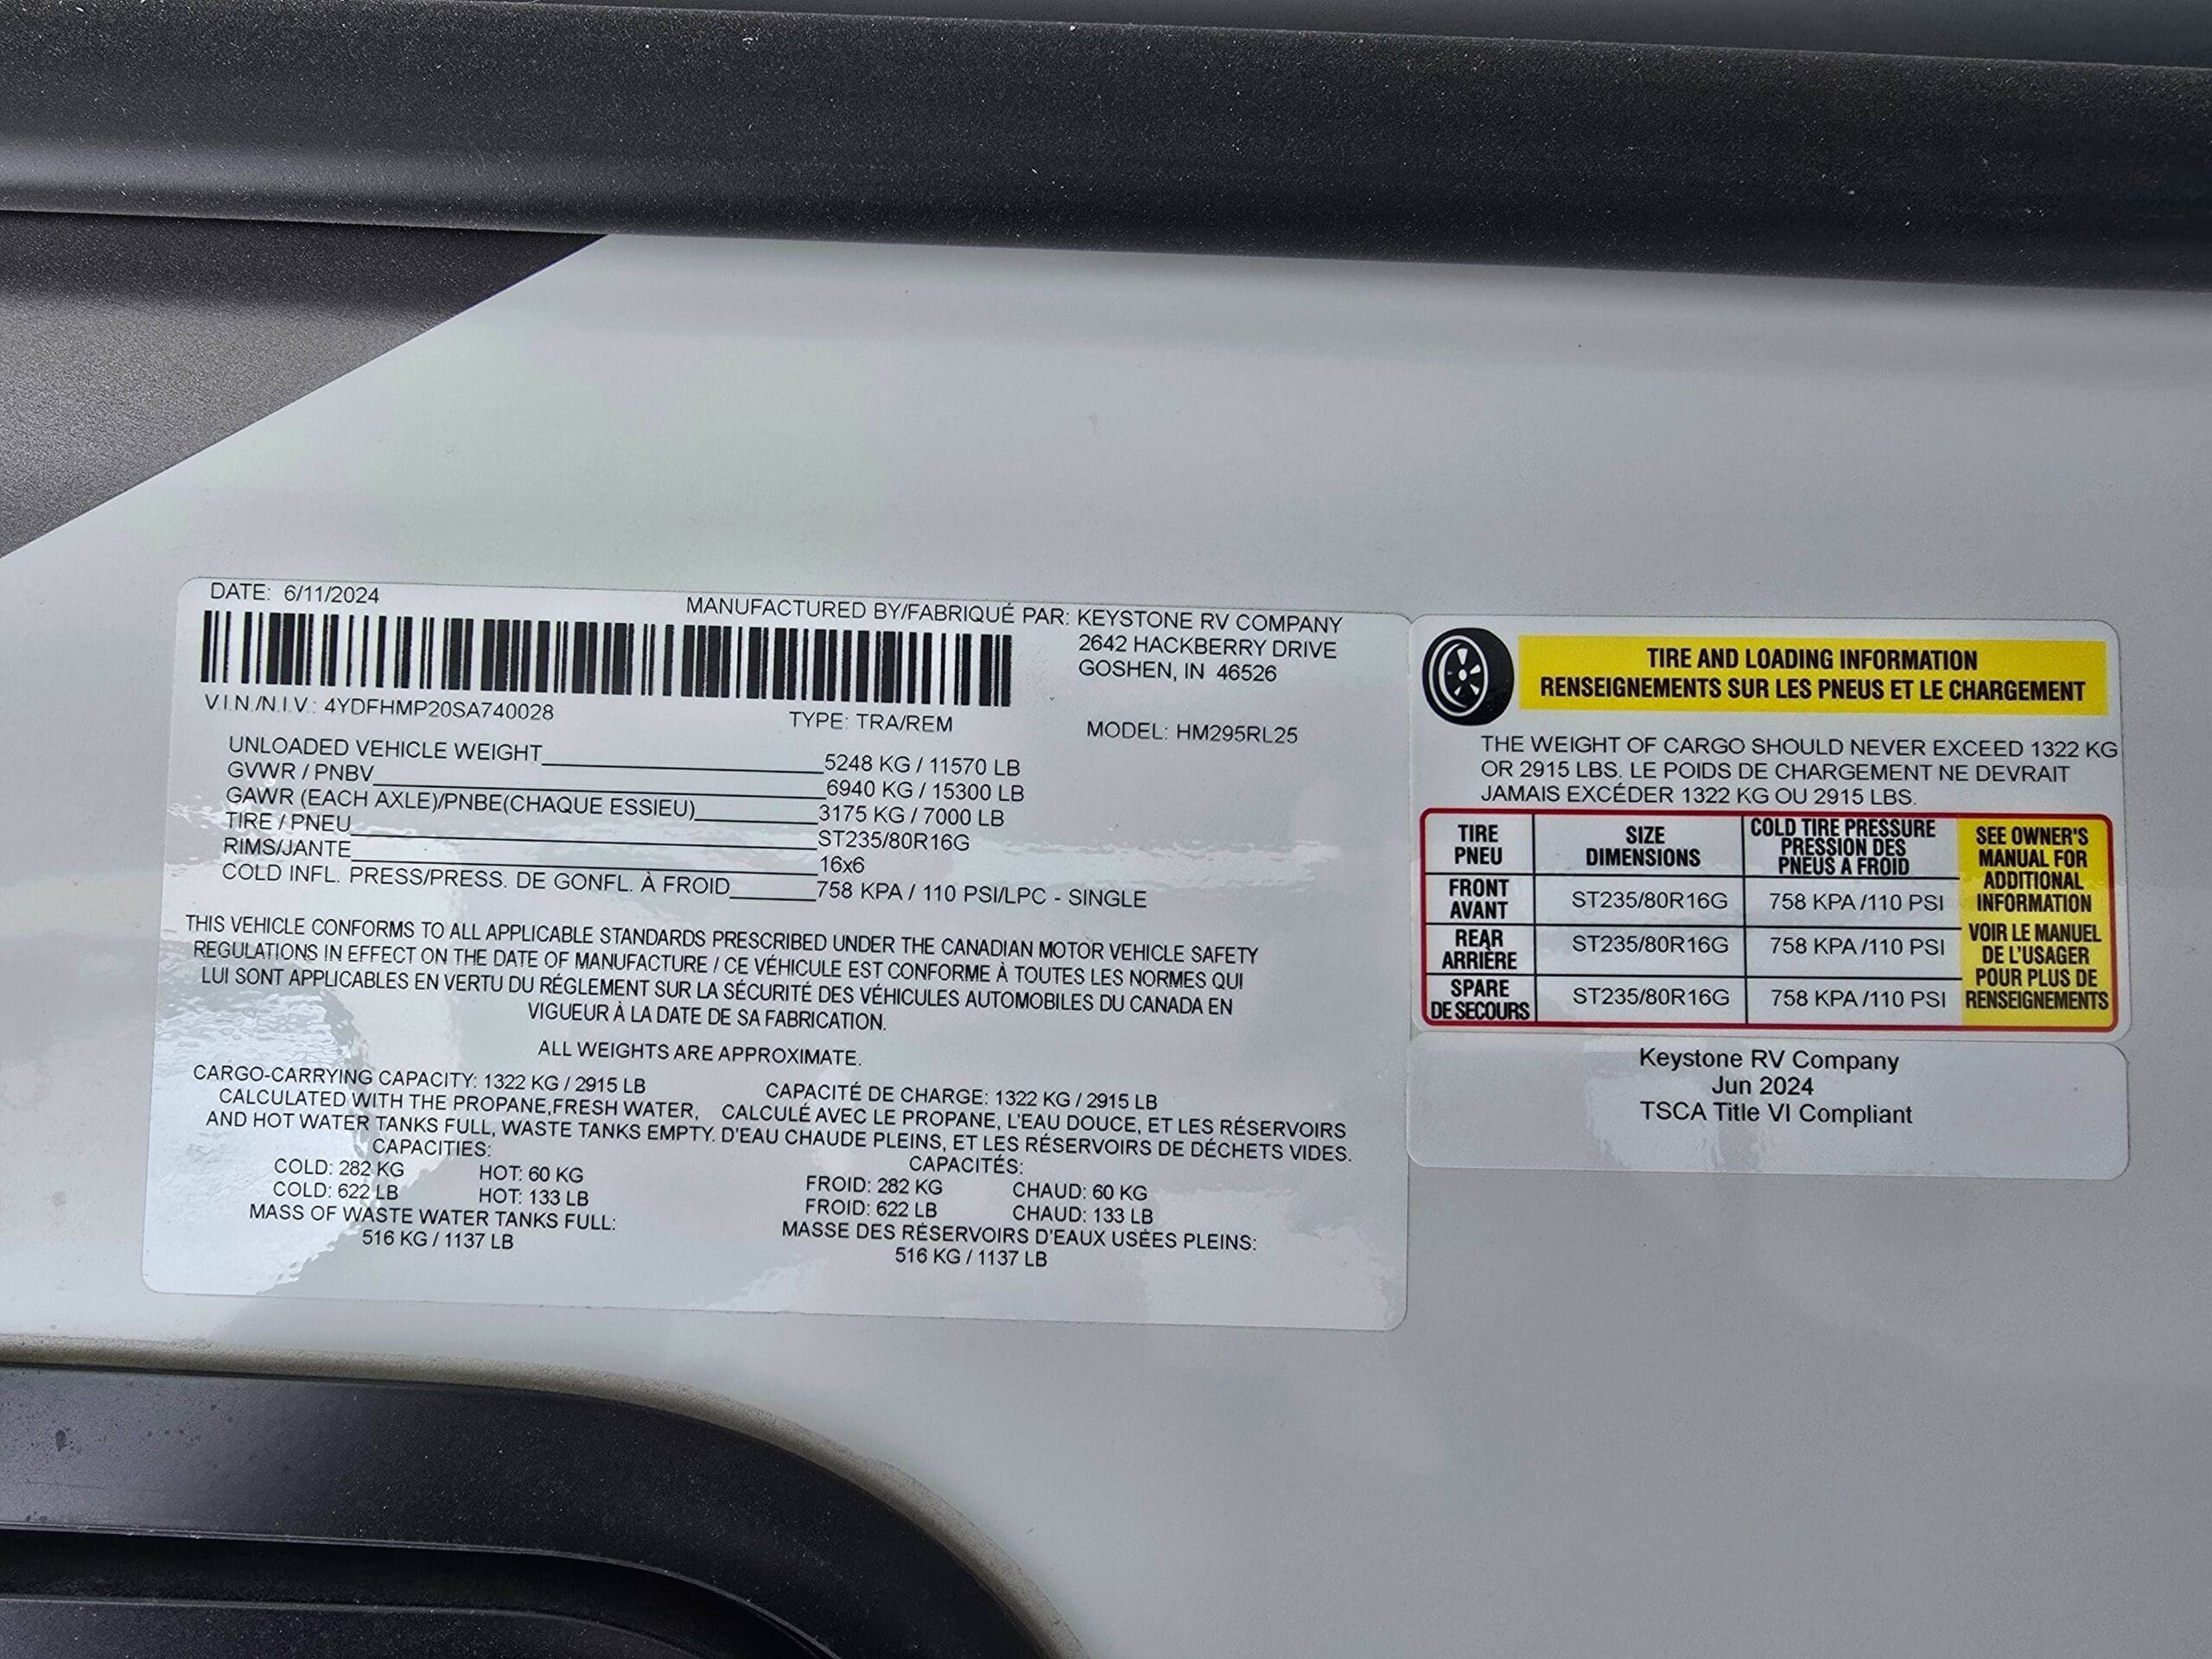 DATE: 6/11/2024
MANUFACTURED BY/FABRIQUÉ PAR: KEYSTONE RV COMPANY
2642 HACKBERRY DRIVE
GOSHEN, IN 46526
V.I.N./N.I.V.: 4YDFHMP20SA740028
TYPE: TRA/REM
MODEL: HM295RL25
UNLOADED VEHICLE WEIGHT 5248 KG / 11570 LB
GVWR / PNBV 6940 KG / 15300 LB
GAWR (EACH AXLE)/PNBE(CHAQUE ESSIEU) 3175 KG / 7000 LB
TIRE / PNEU ST235/80R16G
RIMS/JANTE 16x6
COLD INFL. PRESS/PRESS. DE GONFL. À FROID 758 KPA / 110 PSI/LPC - SINGLE
THIS VEHICLE CONFORMS TO ALL APPLICABLE STANDARDS PRESCRIBED UNDER THE CANADIAN MOTOR VEHICLE SAFETY
REGULATIONS IN EFFECT ON THE DATE OF MANUFACTURE / CE VÉHICULE EST CONFORME À TOUTES LES NORMES QUI
LUI SONT APPLICABLES EN VERTU DU RÉGLEMENT SUR LA SÉCURITÉ DES VÉHICULES AUTOMOBILES DU CANADA EN
VIGUEUR À LA DATE DE SA FABRICATION.
ALL WEIGHTS ARE APPROXIMATE.
CARGO-CARRYING CAPACITY: 1322 KG / 2915 LB
CALCULATED WITH THE PROPANE,FRESH WATER,
AND HOT WATER TANKS FULL, WASTE TANKS EMPTY.
CAPACITIES:
COLD: 282 KG HOT: 60 KG
COLD: 622 LB HOT: 133 LB
MASS OF WASTE WATER TANKS FULL:
516 KG / 1137 LB
CAPACITÉ DE CHARGE: 1322 KG / 2915 LB
CALCULÉ AVEC LE PROPANE, L'EAU DOUCE, ET LES RÉSERVOIRS
D'EAU CHAUDE PLEINS, ET LES RÉSERVOIRS DE DÉCHETS VIDES.
CAPACITÉS:
FROID: 282 KG CHAUD: 60 KG
FROID: 622 LB CHAUD: 133 LB
MASSE DES RÉSERVOIRS D'EAUX USÉES PLEINS:
516 KG / 1137 LB
TIRE AND LOADING INFORMATION
RENSEIGNEMENTS SUR LES PNEUS ET LE CHARGEMENT
THE WEIGHT OF CARGO SHOULD NEVER EXCEED 1322 KG
OR 2915 LBS. LE POIDS DE CHARGEMENT NE DEVRAIT
JAMAIS EXCÉDER 1322 KG OU 2915 LBS.
TIRE
PNEU
SIZE
DIMENSIONS
COLD TIRE PRESSURE
PRESSION DES
PNEUS A FROID
FRONT
AVANT
ST235/80R16G
758 KPA /110 PSI
REAR
ARRIÈRE
ST235/80R16G
758 KPA /110 PSI
SPARE
DE SECOURS
ST235/80R16G
758 KPA /110 PSI
SEE OWNER'S
MANUAL FOR
ADDITIONAL
INFORMATION
VOIR LE MANUEL
DE L'USAGER
POUR PLUS DE
RENSEIGNEMENTS
Keystone RV Company
Jun 2024
TSCA Title VI Compliant